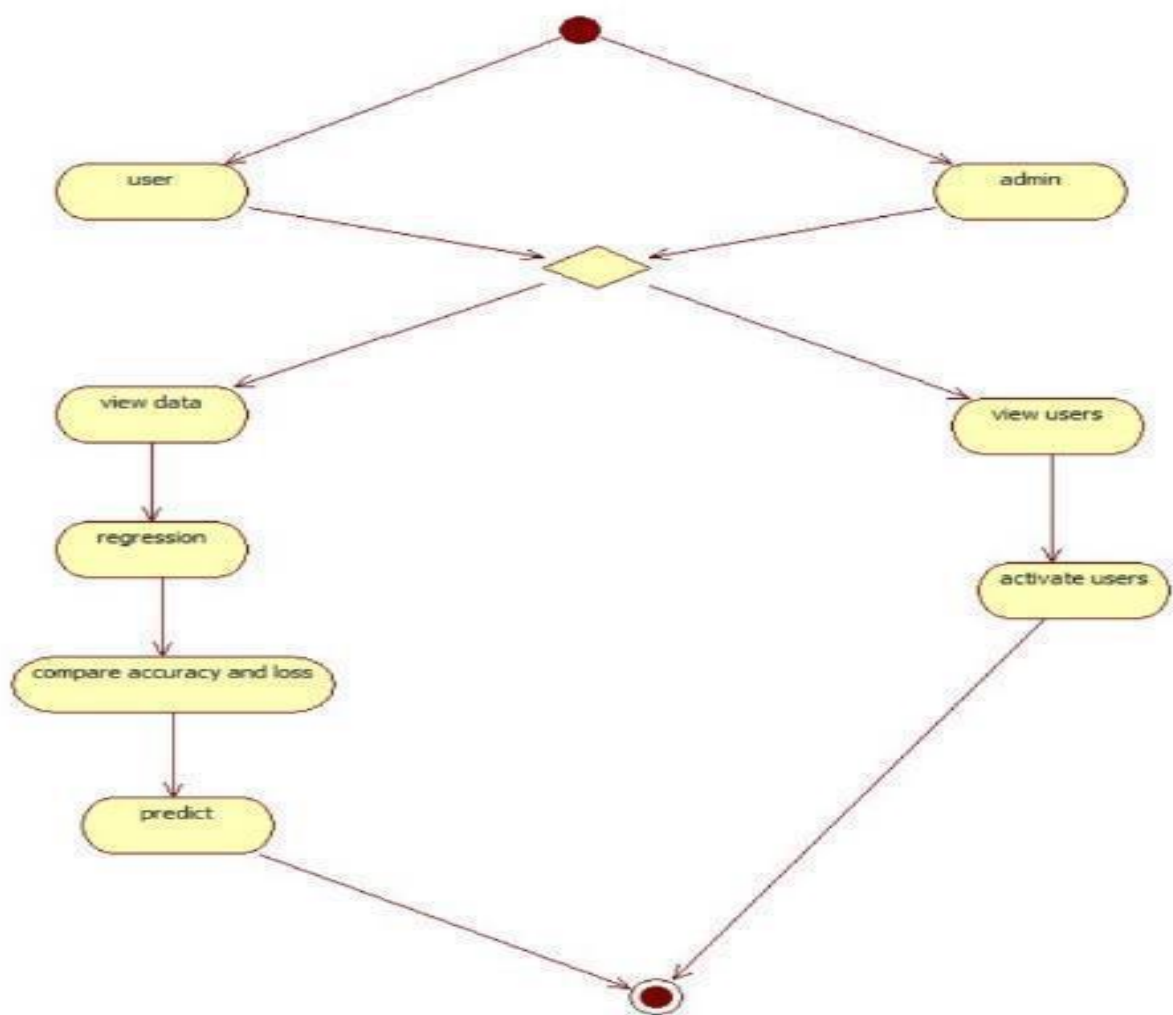 user
admin
view data
view users
regression
activate users
compare accuracy and loss
predict